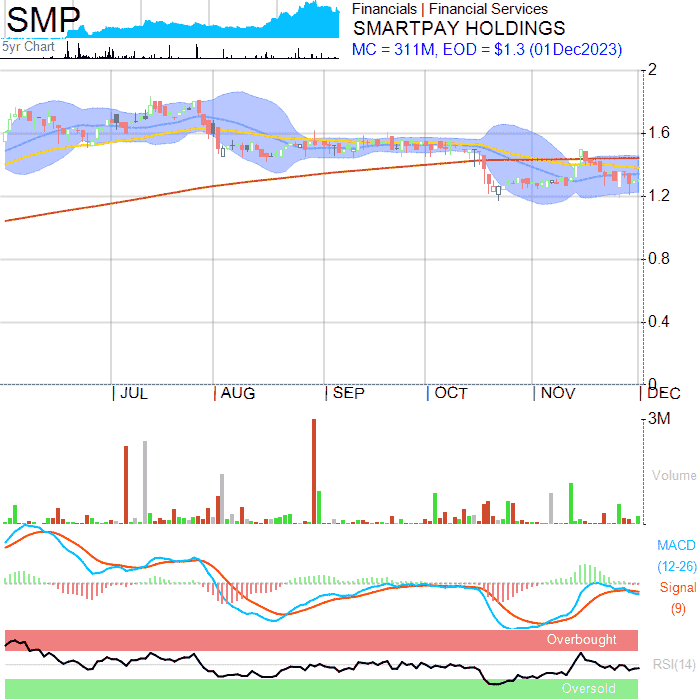 SMP
Financials | Financial Services
SMARTPAY HOLDINGS
5yr Chart
MC = 311M, EOD = $1.3 (01Dec2023)
2
1.6
1.2
0.8
0.4
0
| JUL | AUG | SEP | OCT | NOV | DEC
3M
Volume
MACD
(12-26)
Signal
(9)
Overbought
RSI(14)
Oversold